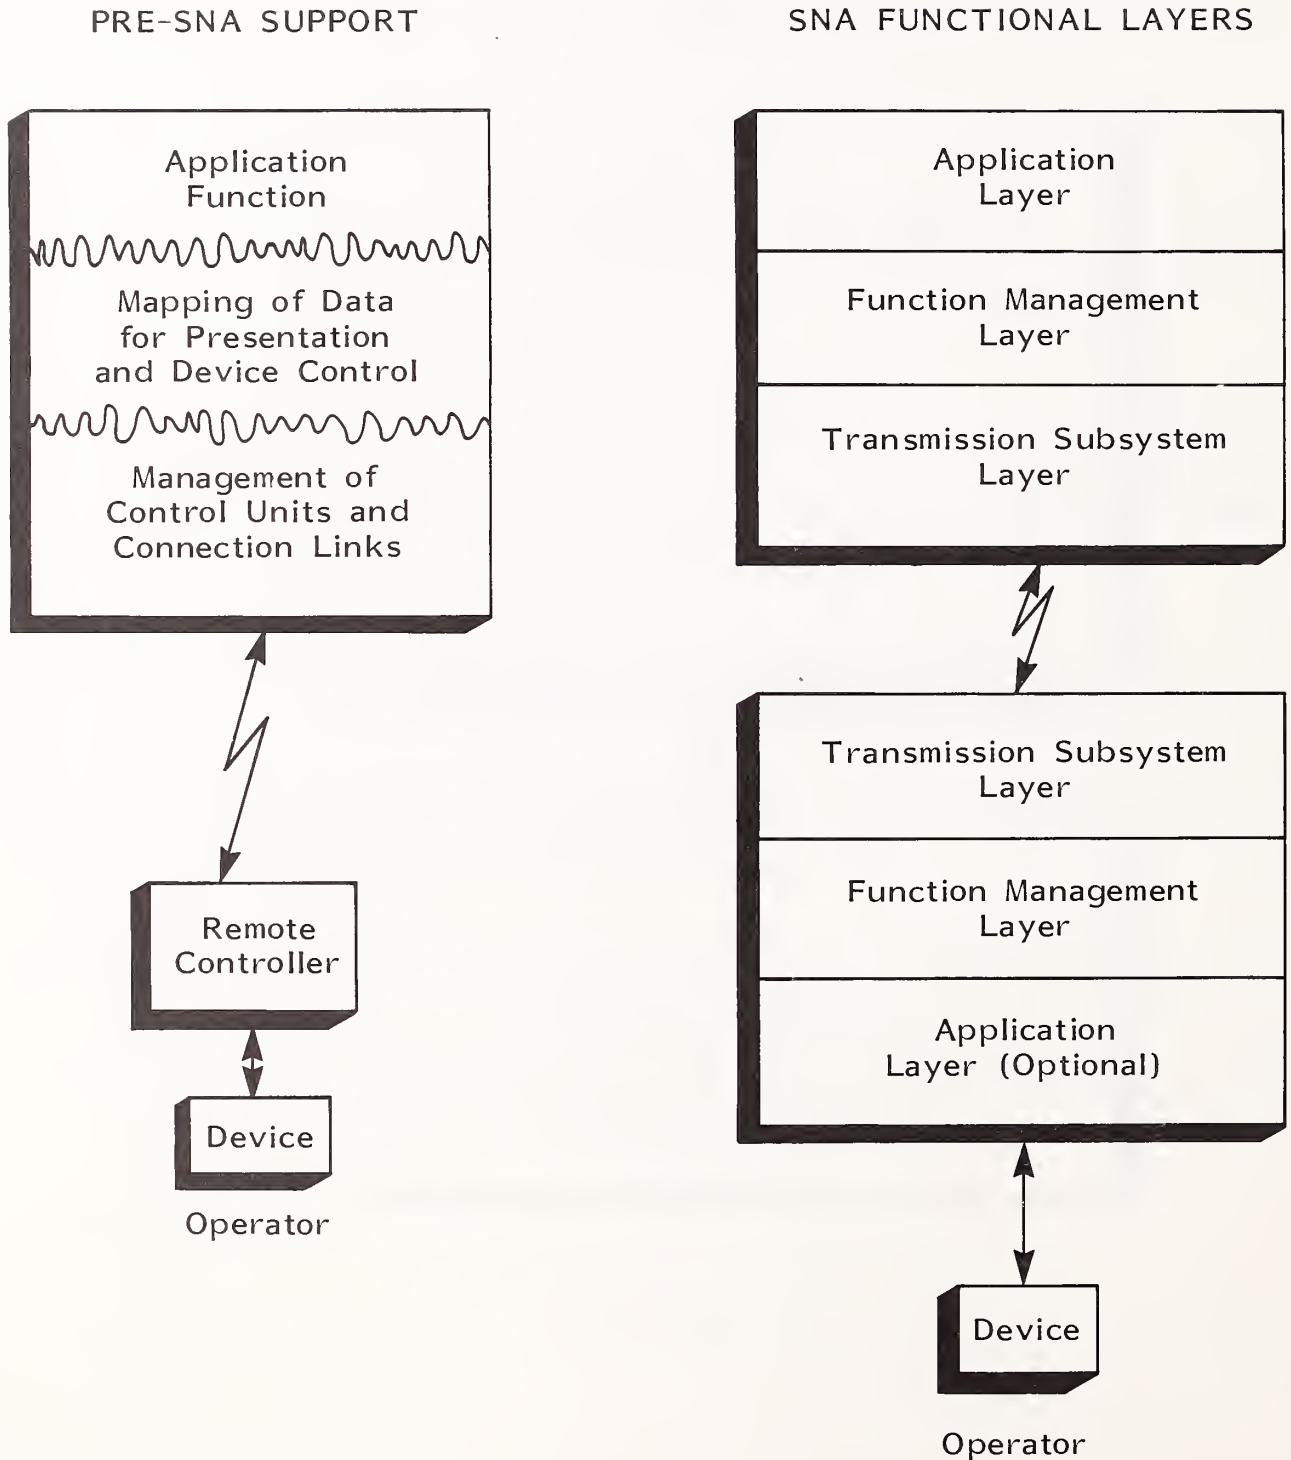 PRE-SNA SUPPORT
Application
Function
Mapping of Data
for Presentation
and Device Control
Management of
Control Units and
Connection Links
Remote
Controller
Device
Operator
SNA FUNCTIONAL LAYERS
Application
Layer
Function Management
Layer
Transmission Subsystem
Layer
Transmission Subsystem
Layer
Function Management
Layer
Application
Layer (Optional)
Device
Operator